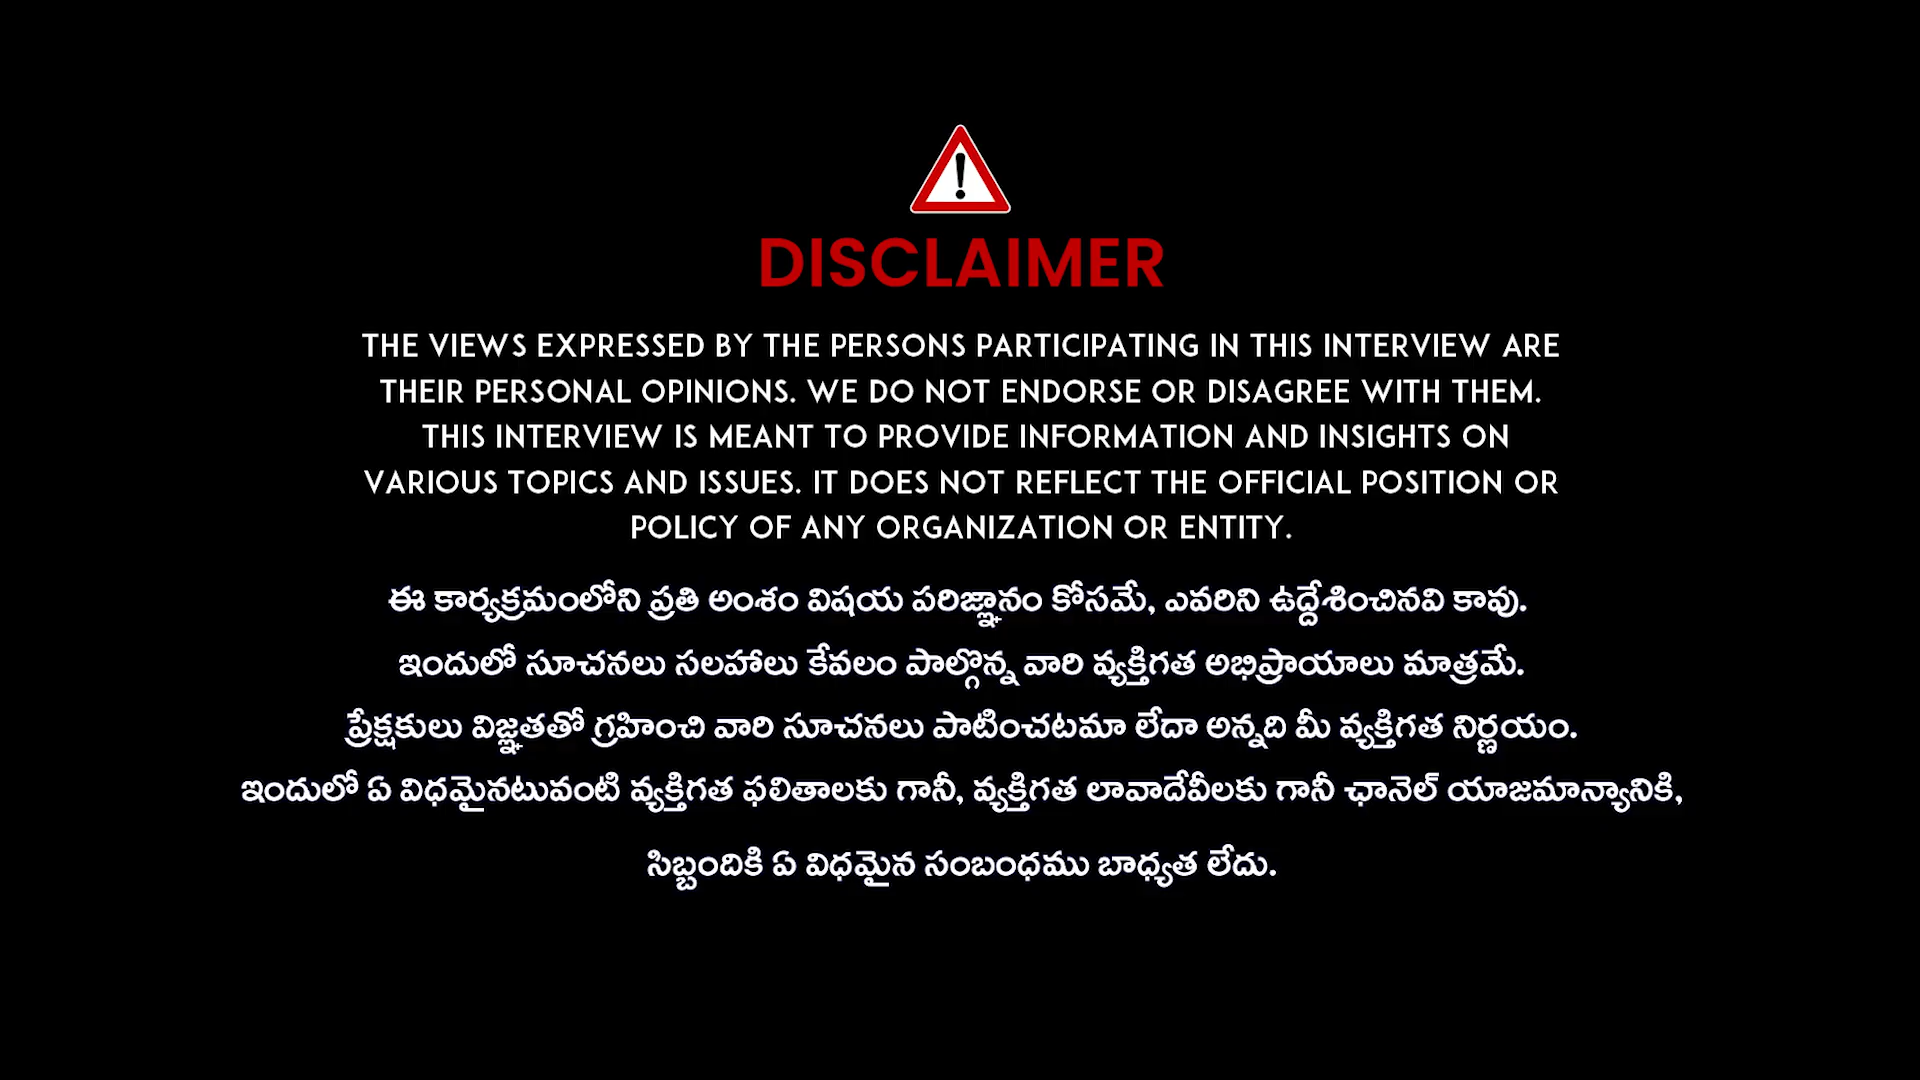 DISCLAIMER
THE VIEWS EXPRESSED BY THE PERSONS PARTICIPATING IN THIS INTERVIEW ARE
THEIR PERSONAL OPINIONS. WE DO NOT ENDORSE OR DISAGREE WITH THEM.
THIS INTERVIEW IS MEANT TO PROVIDE INFORMATION AND INSIGHTS ON
VARIOUS TOPICS AND ISSUES. IT DOES NOT REFLECT THE OFFICIAL POSITION OR
POLICY OF ANY ORGANIZATION OR ENTITY.
ఈ కార్యక్రమంలోని ప్రతి అంశం విషయ పరిజ్ఞానం కోసమే, ఎవరిని ఉద్దేశించినవి కావు.
ఇందులో సూచనలు సలహాలు కేవలం పాల్గొన్న వారి వ్యక్తిగత అభిప్రాయాలు మాత్రమే.
ప్రేక్షకులు విజ్ఞతతో గ్రహించి వారి సూచనలు పాటించటమా లేదా అన్నది మీ వ్యక్తిగత నిర్ణయం.
ఇందులో ఏ విధమైనటువంటి వ్యక్తిగత ఫలితాలకు గానీ, వ్యక్తిగత లావాదేవీలకు గానీ ఛానెల్ యాజమాన్యానికి,
సిబ్బందికి ఏ విధమైన సంబంధము బాధ్యత లేదు.